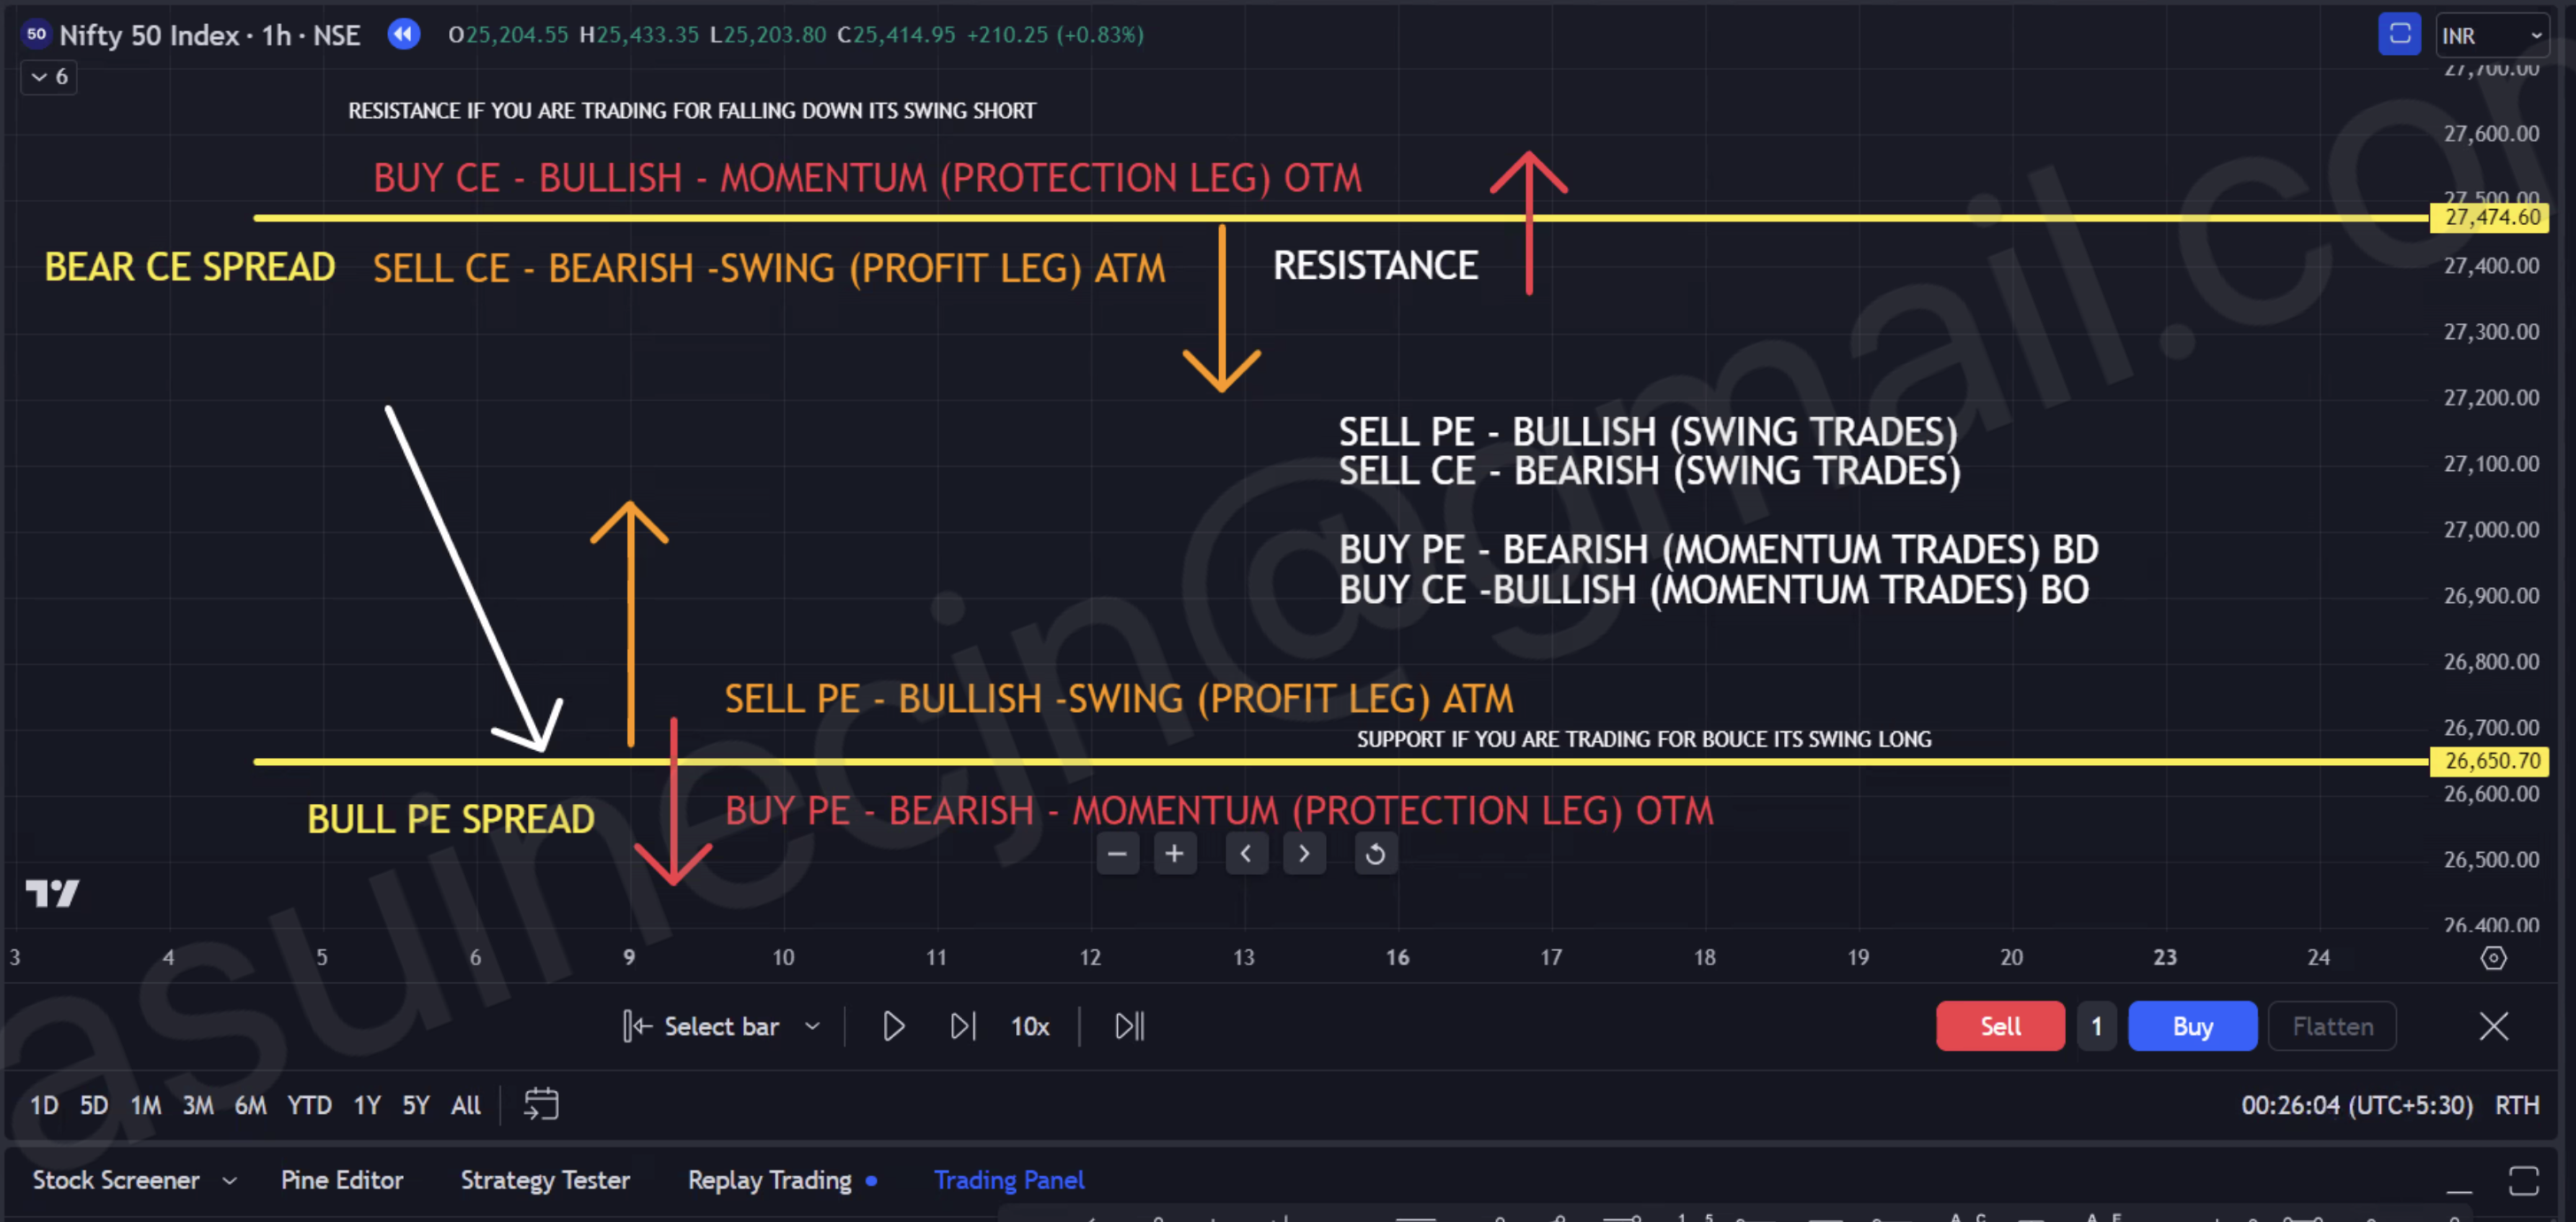 50 Nifty 50 Index · 1h · NSE O25,204.55 H25,433.35 L25,203.80 C25,414.95 +210.25 (+0.83%) INR
6
27,700.00
RESISTANCE IF YOU ARE TRADING FOR FALLING DOWN ITS SWING SHORT
27,600.00
BUY CE - BULLISH - MOMENTUM (PROTECTION LEG) OTM
27,500.00
27,474.60
BEAR CE SPREAD SELL CE - BEARISH -SWING (PROFIT LEG) ATM RESISTANCE
27,400.00
27,300.00
27,200.00
SELL PE - BULLISH (SWING TRADES)
SELL CE - BEARISH (SWING TRADES)
27,100.00
27,000.00
BUY PE - BEARISH (MOMENTUM TRADES) BD
BUY CE -BULLISH (MOMENTUM TRADES) BO
26,900.00
26,800.00
SELL PE - BULLISH -SWING (PROFIT LEG) ATM
26,700.00
SUPPORT IF YOU ARE TRADING FOR BOUCE ITS SWING LONG
26,650.70
26,600.00
BULL PE SPREAD BUY PE - BEARISH - MOMENTUM (PROTECTION LEG) OTM
26,500.00
26,400.00
3 4 5 6 9 10 11 12 13 16 17 18 19 20 23 24
Select bar 10x Sell 1 Buy Flatten
1D 5D 1M 3M 6M YTD 1Y 5Y All 00:26:04 (UTC+5:30) RTH
Stock Screener Pine Editor Strategy Tester Replay Trading Trading Panel
asuinecjn@gmail.com